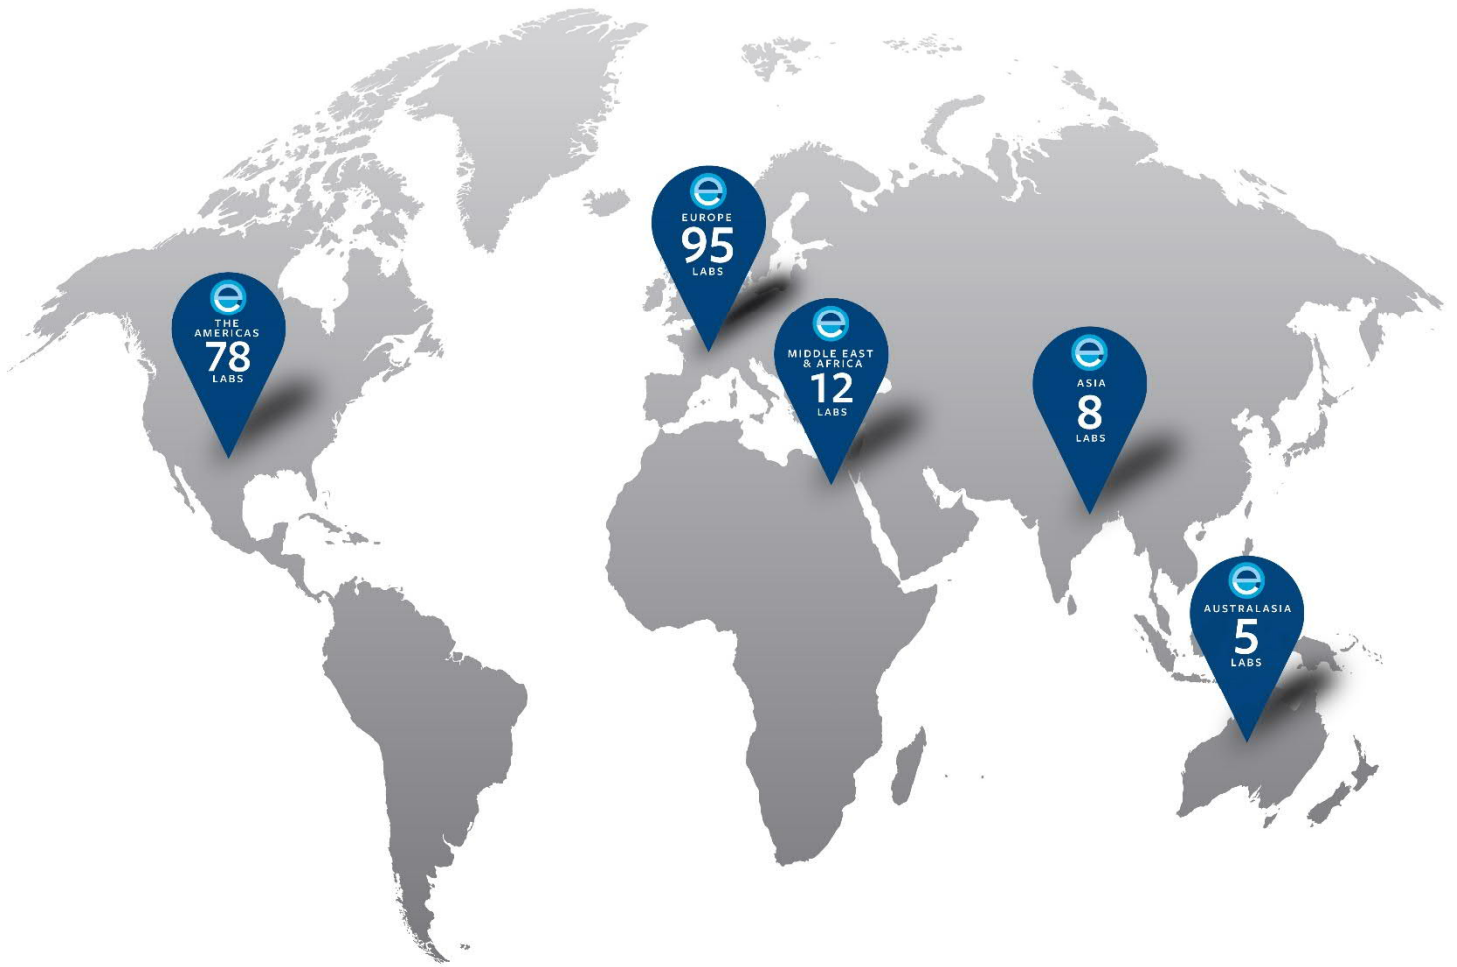 EUROPE
95
LABS
THE
AMERICAS
78
LABS
MIDDLE EAST
& AFRICA
12
LABS
ASIA
8
LABS
AUSTRALASIA
5
LABS